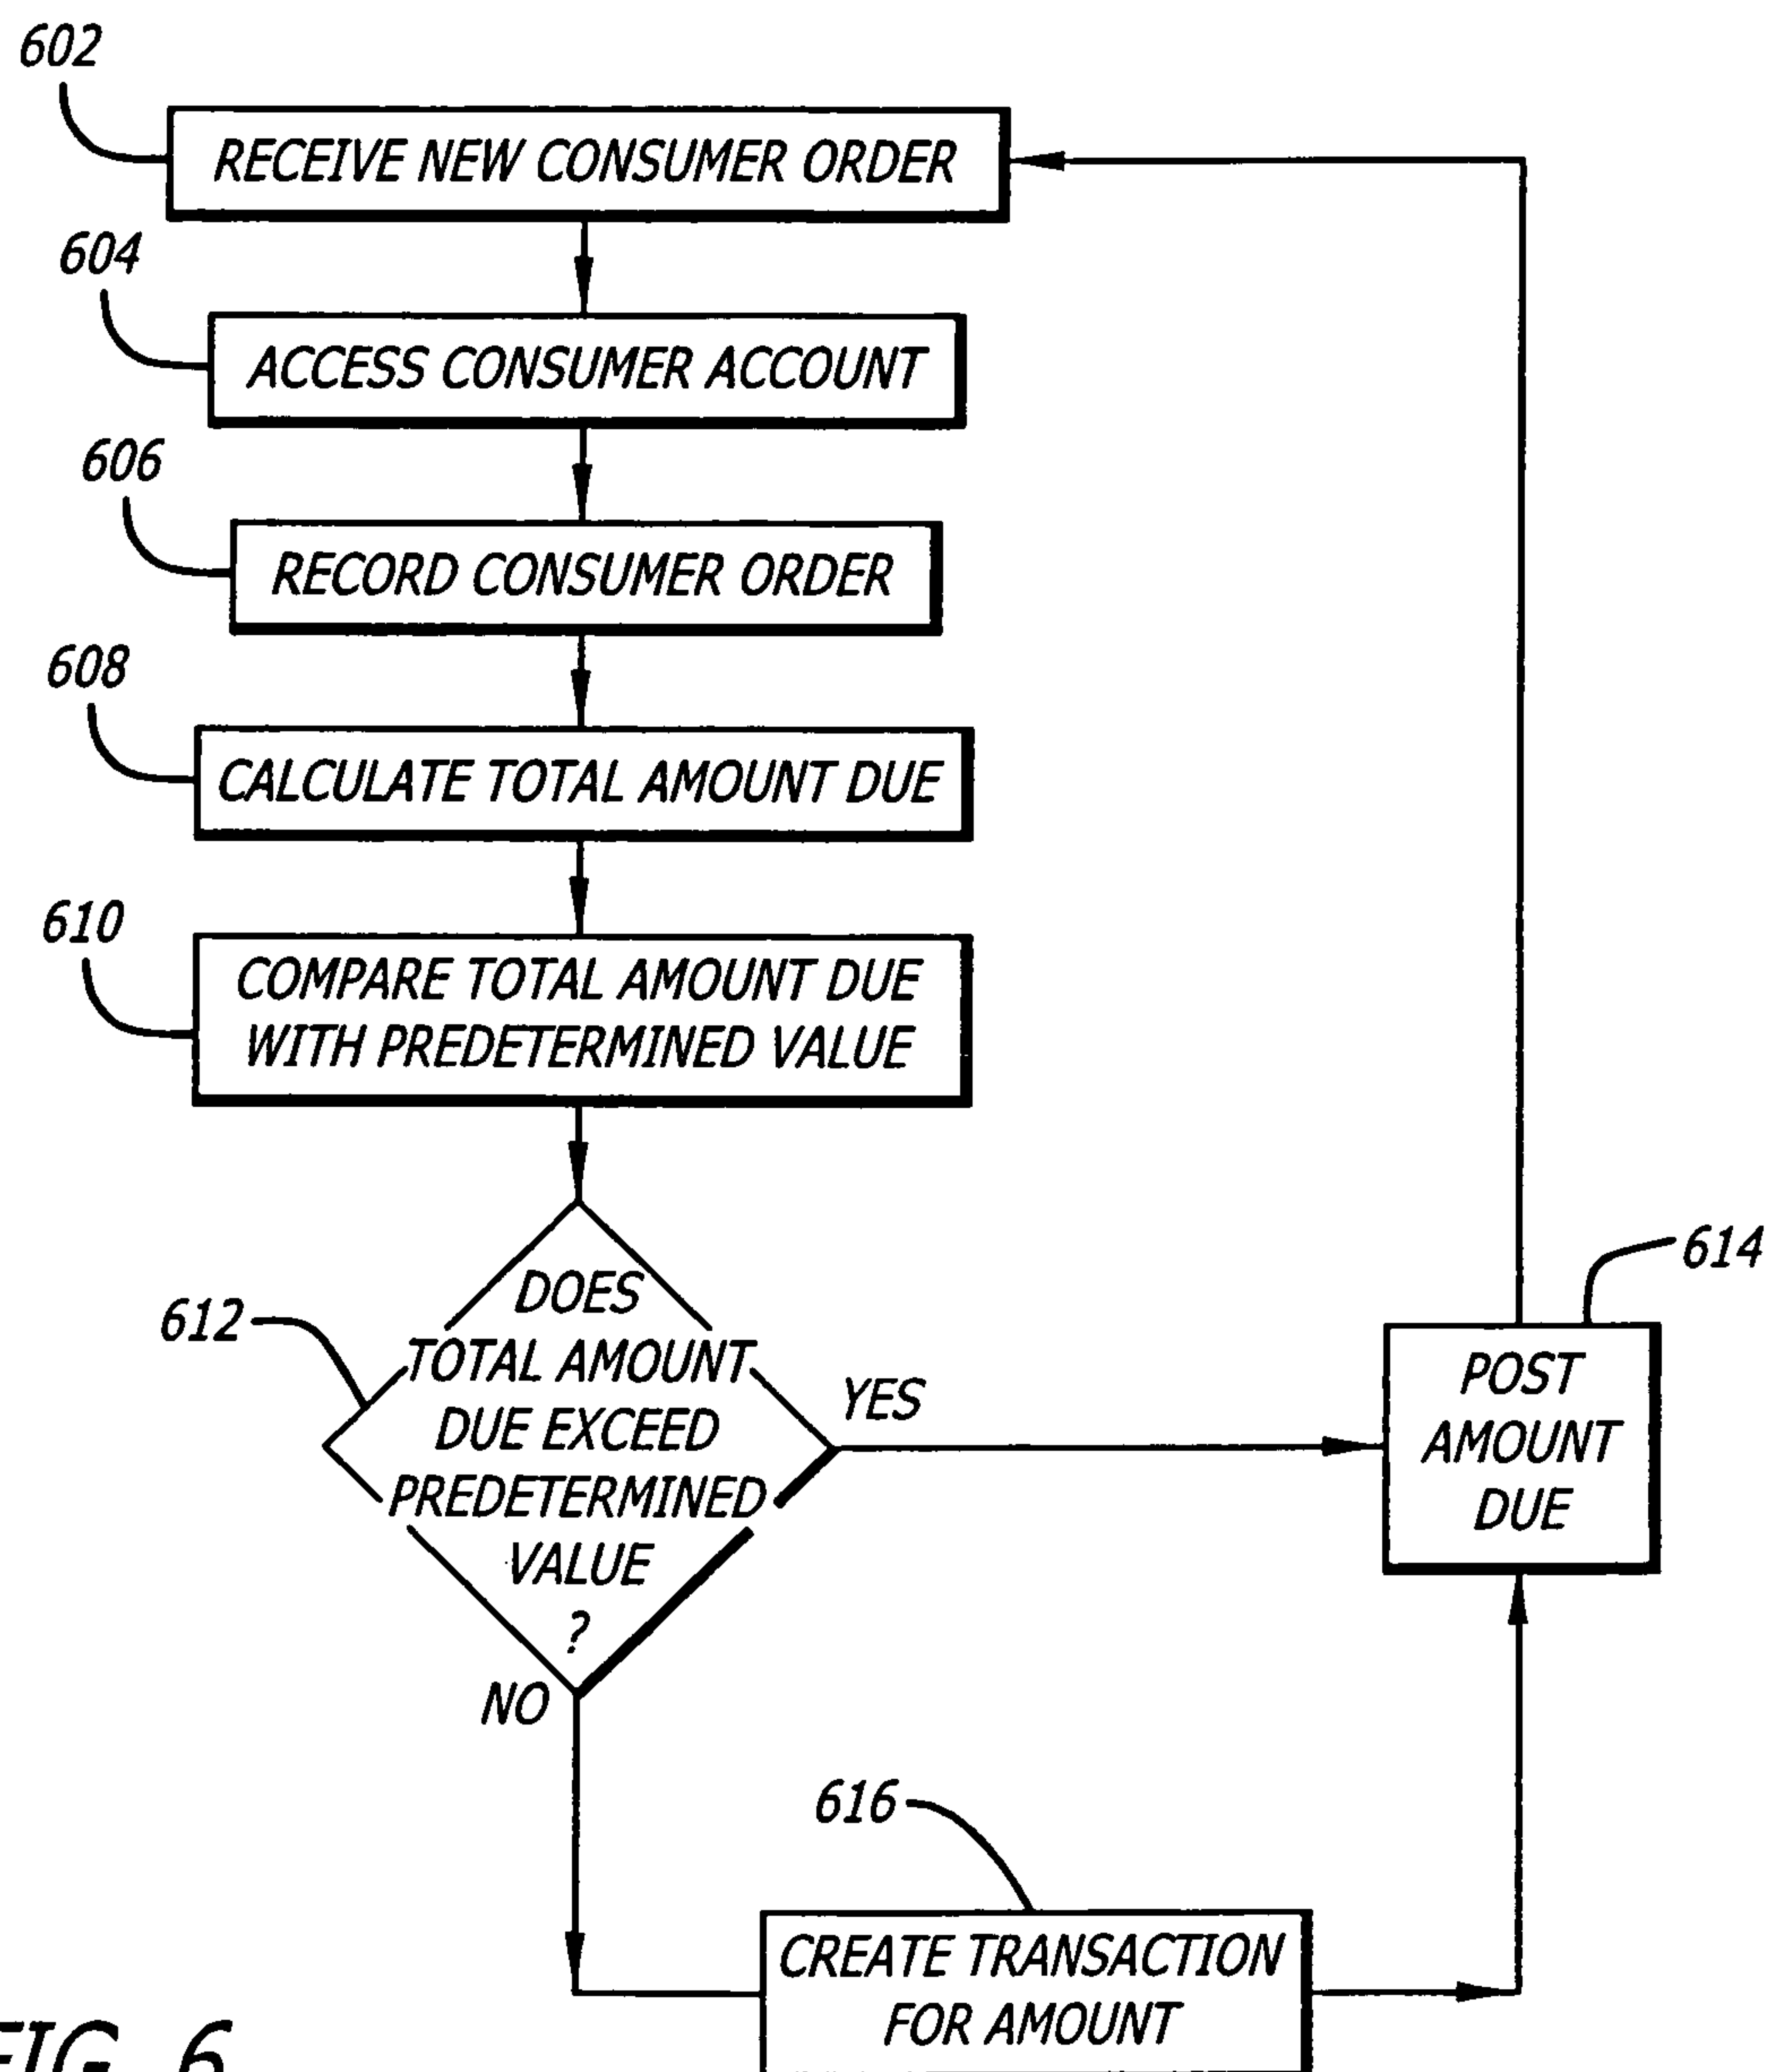 602
RECEIVE NEW CONSUMER ORDER
604
ACCESS CONSUMER ACCOUNT
606
RECORD CONSUMER ORDER
608
CALCULATE TOTAL AMOUNT DUE
610
COMPARE TOTAL AMOUNT DUE
WITH PREDETERMINED VALUE
612
DOES
TOTAL AMOUNT
DUE EXCEED
PREDETERMINED
VALUE
?
YES
NO
614
POST
AMOUNT
DUE
616
CREATE TRANSACTION
FOR AMOUNT
FIG. 6